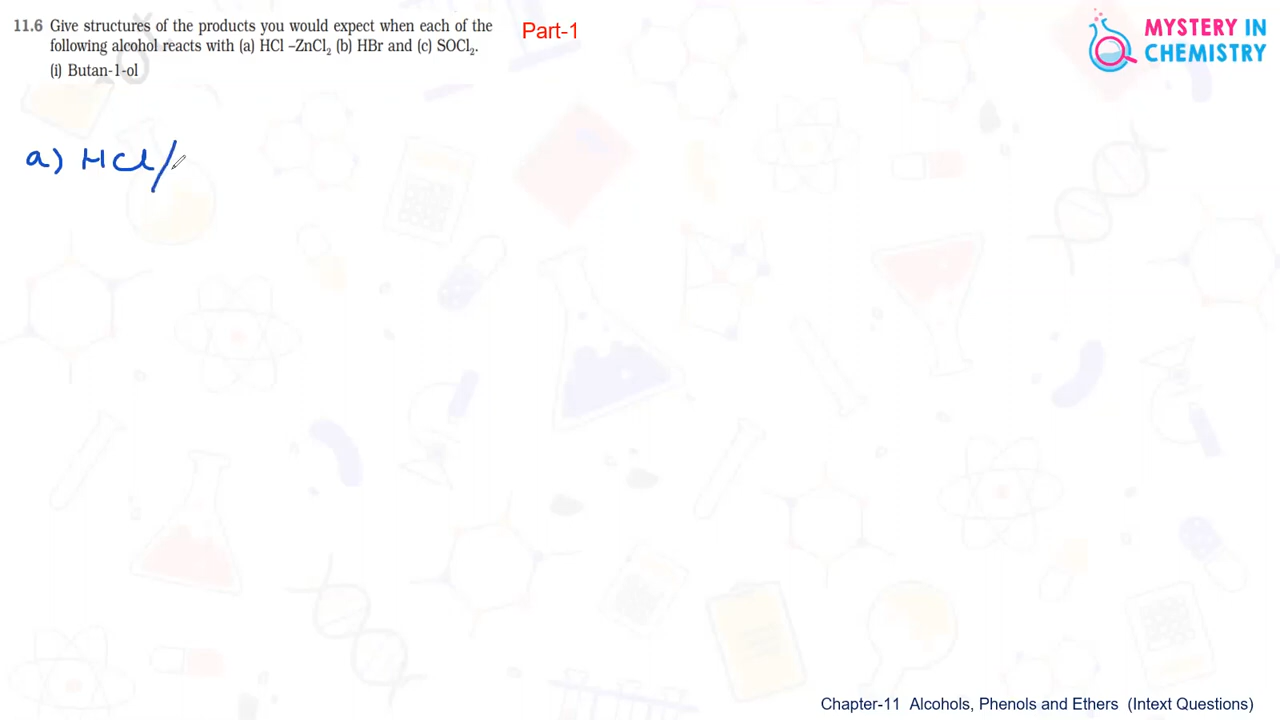 11.6 Give structures of the products you would expect when each of the
following alcohol reacts with (a) HCl –ZnCl₂ (b) HBr and (c) SOCl₂.
(i) Butan-1-ol
Part-1
MYSTERY IN
CHEMISTRY
a) HCl/
Chapter-11 Alcohols, Phenols and Ethers (Intext Questions)